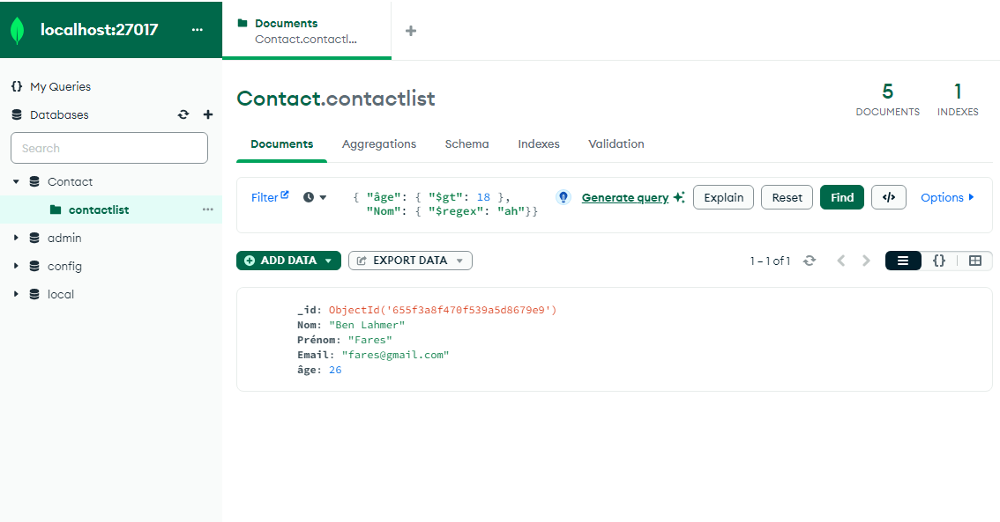 localhost:27017 ...
Documents
Contact.contactl...
+
{} My Queries
Databases
Search
Contact
contactlist ...
admin
config
local
Contact.contactlist
5
DOCUMENTS
1
INDEXES
Documents Aggregations Schema Indexes Validation
Filter
{ "âge": { "$gt": 18 },
"Nom": { "$regex": "ah"}}
Generate query Explain Reset Find </> Options
ADD DATA EXPORT DATA 1 – 1 of 1 {}
_id: ObjectId('655f3a8f470f539a5d8679e9')
Nom: "Ben Lahmer"
Prénom: "Fares"
Email: "fares@gmail.com"
âge: 26